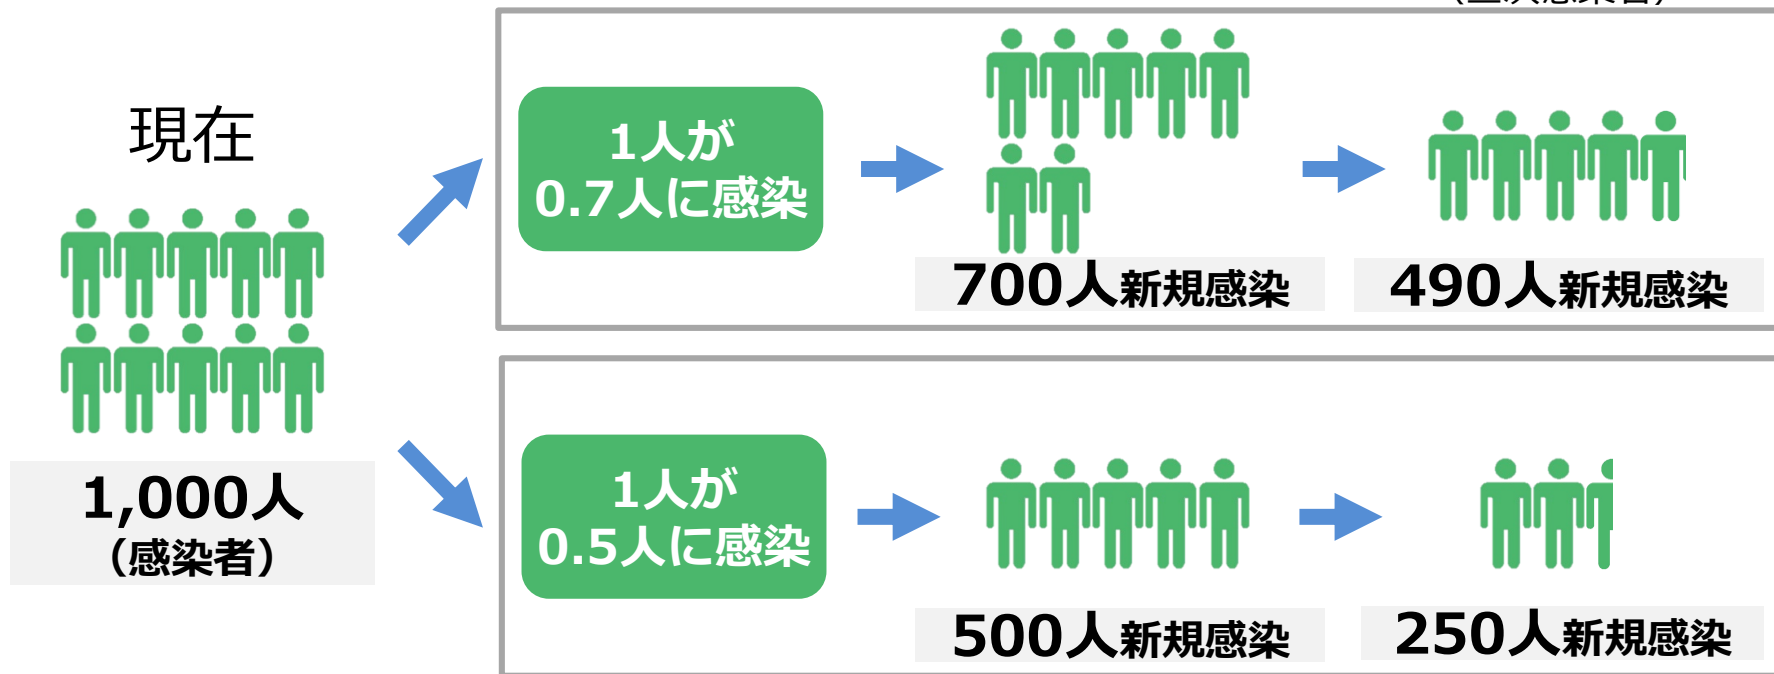 現在
1,000人
（感染者）
1人が
0.7人に感染
700人新規感染
490人新規感染
1人が
0.5人に感染
500人新規感染
250人新規感染